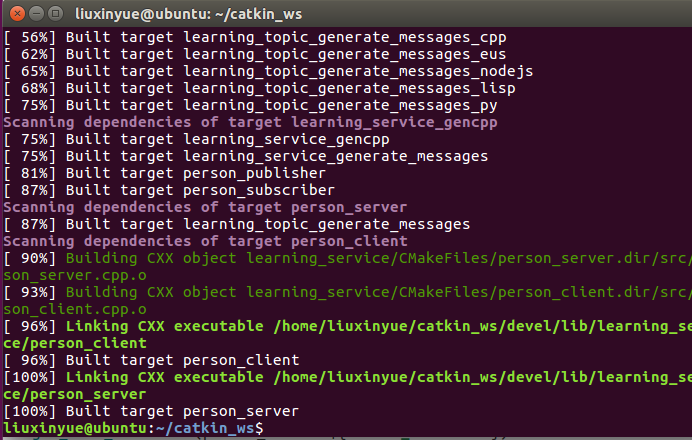 liuxinyue@ubuntu: ~/catkin_ws
[ 56%] Built target learning_topic_generate_messages_cpp
[ 62%] Built target learning_topic_generate_messages_eus
[ 65%] Built target learning_topic_generate_messages_nodejs
[ 68%] Built target learning_topic_generate_messages_lisp
[ 75%] Built target learning_topic_generate_messages_py
Scanning dependencies of target learning_service_gencpp
[ 75%] Built target learning_service_gencpp
[ 75%] Built target learning_service_generate_messages
[ 81%] Built target person_publisher
[ 87%] Built target person_subscriber
Scanning dependencies of target person_server
[ 87%] Built target learning_topic_generate_messages
Scanning dependencies of target person_client
[ 90%] Building CXX object learning_service/CMakeFiles/person_server.dir/src/
son_server.cpp.o
[ 93%] Building CXX object learning_service/CMakeFiles/person_client.dir/src/
son_client.cpp.o
[ 96%] Linking CXX executable /home/liuxinyue/catkin_ws/devel/lib/learning_se
ce/person_client
[ 96%] Built target person_client
[100%] Linking CXX executable /home/liuxinyue/catkin_ws/devel/lib/learning_se
ce/person_server
[100%] Built target person_server
liuxinyue@ubuntu:~/catkin_ws$